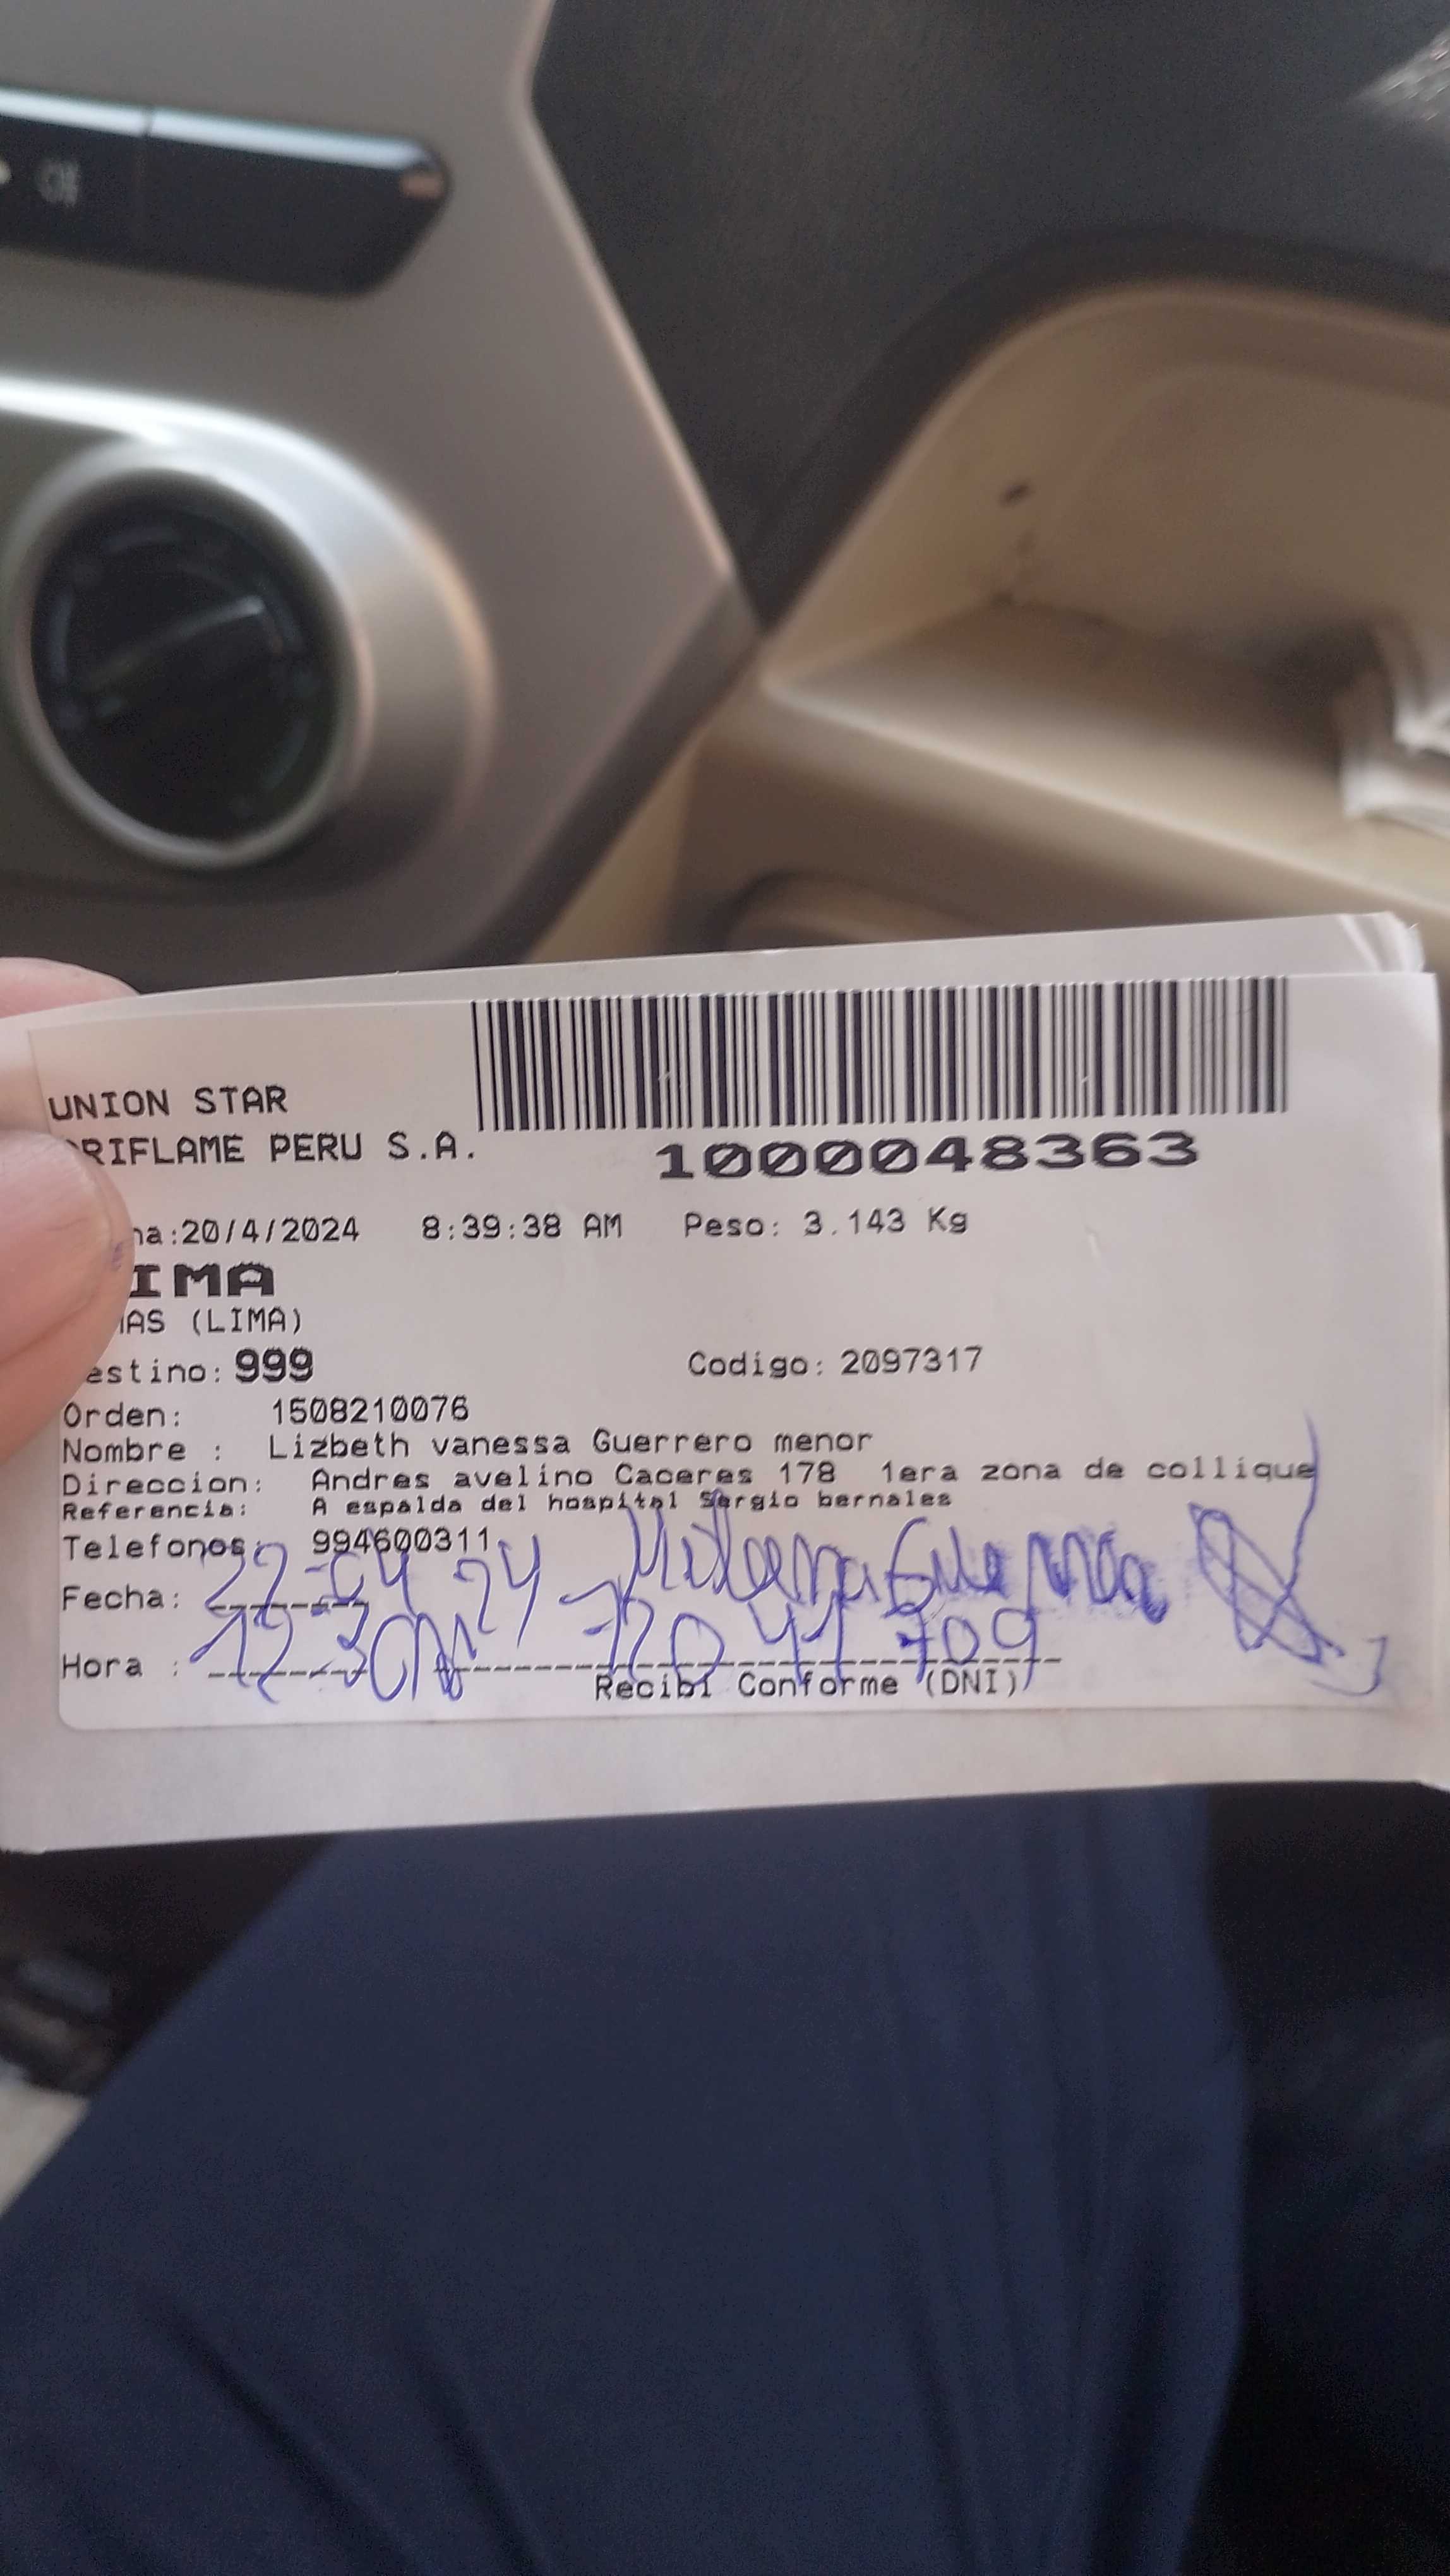 UNION STAR
RIFLAME PERU S.A.
1000048363
ha:20/4/2024 8:39:38 AM Peso: 3.143 Kg
IMA
MAS (LIMA)
estino: 999 Codigo: 2097317
Orden: 1508210076
Nombre : Lizbeth vanessa Guerrero menor
Direccion: Andres avelino Caceres 178 1era zona de collique
Referencia: A espalda del hospital Sergio bernales
Telefonos: 994600311
Fecha: 22-04 24
Hora : 12-30
Recibi Conforme (DNI)